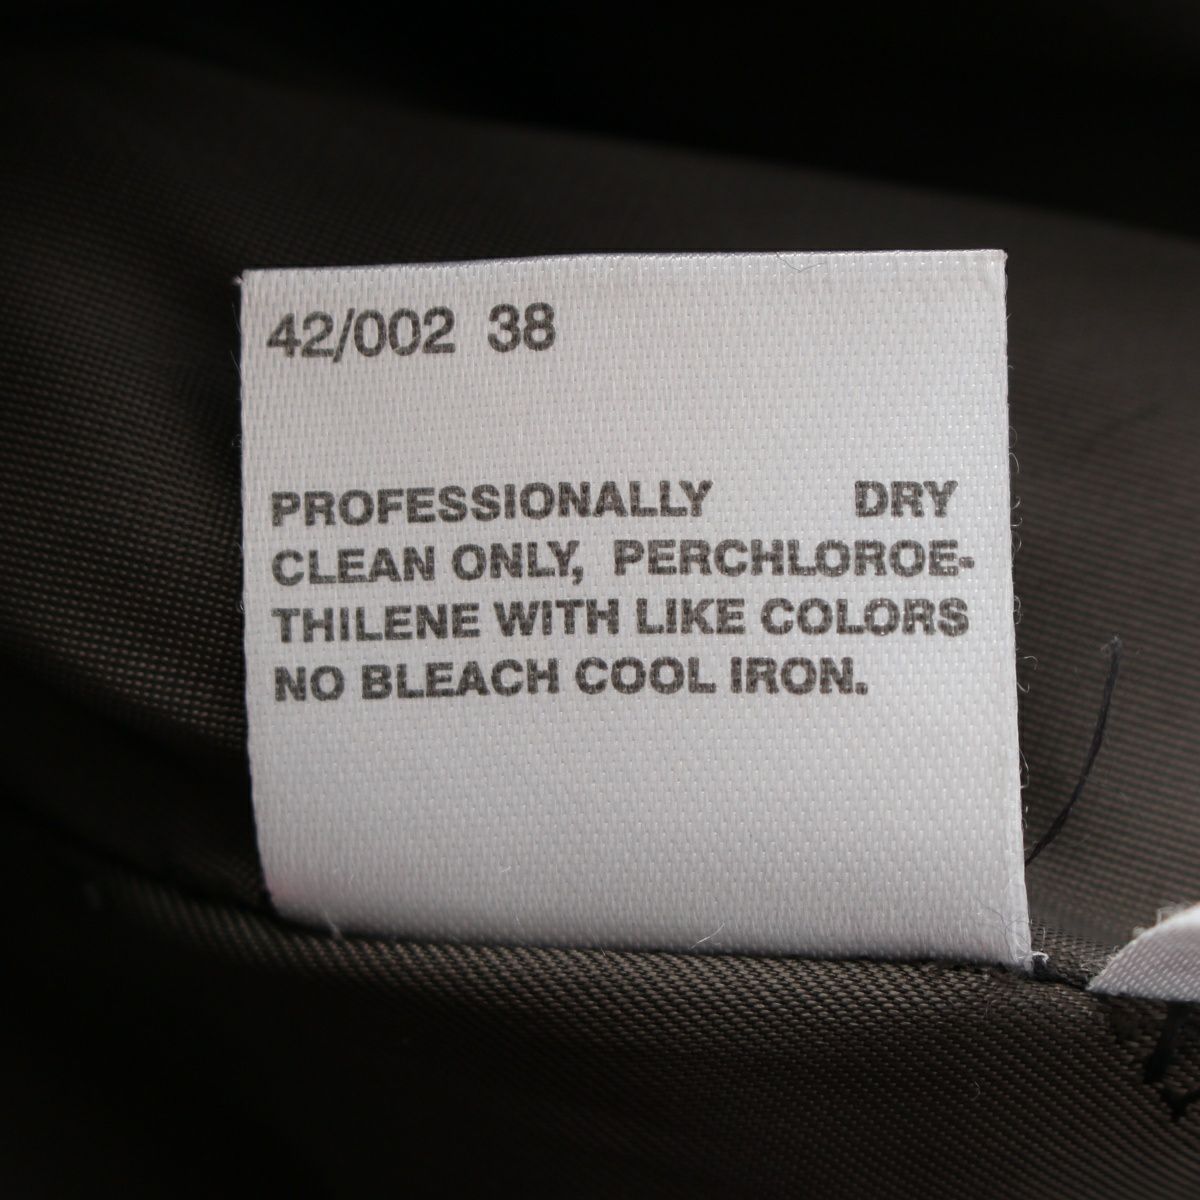 42/002 38
PROFESSIONALLY DRY
CLEAN ONLY, PERCHLOROE-
THILENE WITH LIKE COLORS
NO BLEACH COOL IRON.